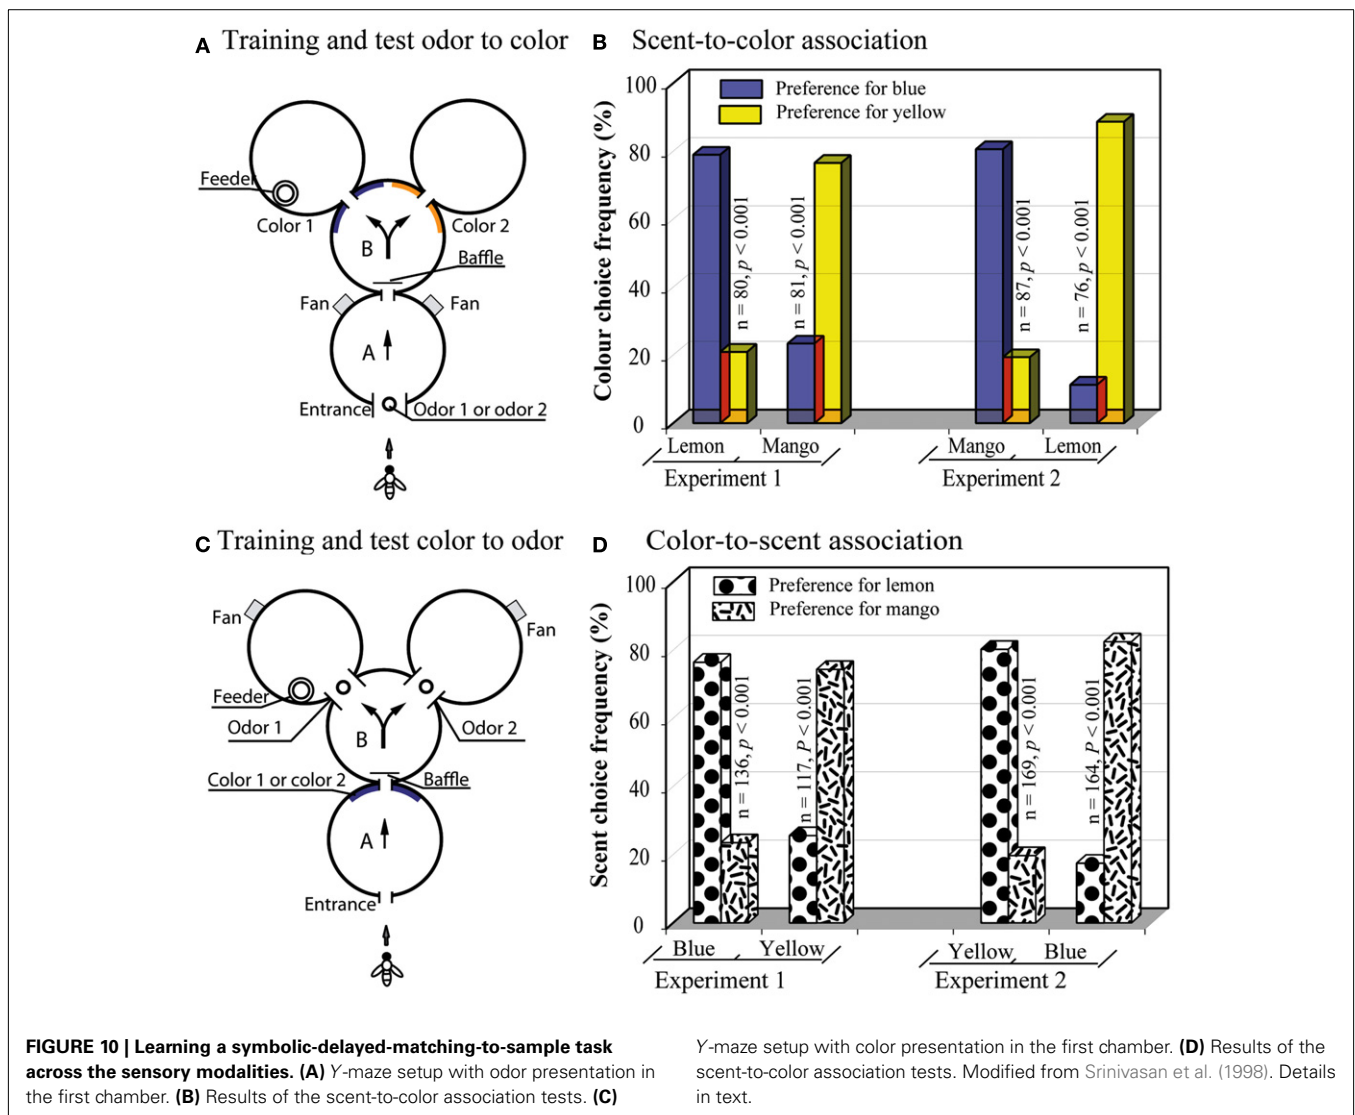 A Training and test odor to color
Feeder
Color 1
Color 2
B
Baffle
Fan
Fan
A
Entrance
Odor 1 or odor 2
B Scent-to-color association
Preference for blue
Preference for yellow
Colour choice frequency (%)
100
80
60
40
20
0
n = 80, p < 0.001
n = 81, p < 0.001
n = 87, p < 0.001
n = 76, p < 0.001
Lemon Mango
Experiment 1
Mango Lemon
Experiment 2
C Training and test color to odor
Fan
Fan
Feeder
Odor 1
Odor 2
B
Color 1 or color 2
Baffle
A
Entrance
D Color-to-scent association
Preference for lemon
Preference for mango
Scent choice frequency (%)
100
80
60
40
20
0
n = 136, p < 0.001
n = 117, P < 0.001
n = 169, p < 0.001
n = 164, P < 0.001
Blue Yellow
Experiment 1
Yellow Blue
Experiment 2
FIGURE 10 | Learning a symbolic-delayed-matching-to-sample task
across the sensory modalities. (A) Y-maze setup with odor presentation in
the first chamber. (B) Results of the scent-to-color association tests. (C)
Y-maze setup with color presentation in the first chamber. (D) Results of the
scent-to-color association tests. Modified from Srinivasan et al. (1998). Details
in text.